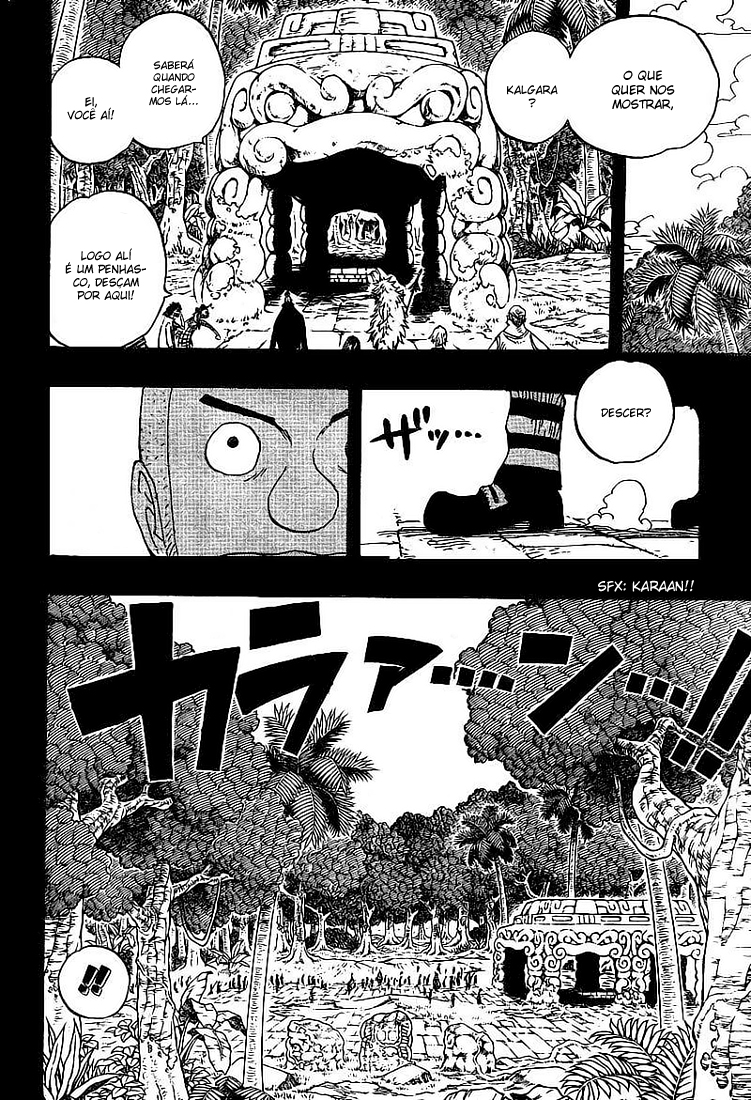 O QUE
QUER NOS
MOSTRAR,
KALGARA
?
SABERÁ
QUANDO
CHEGAR-
MOS LÁ...
EI,
VOCÊ AÍ!
LOGO ALÍ
É UM PENHAS-
CO, DESÇAM
POR AQUI!
DESCER?
ザッ...
SFX: KARAAN!!
カラァ...ン...!!
!!